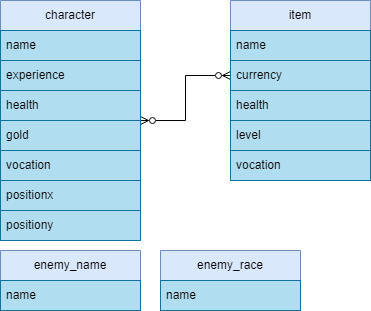 character
name
experience
health
gold
vocation
positionx
positiony
item
name
currency
health
level
vocation
enemy_name
name
enemy_race
name